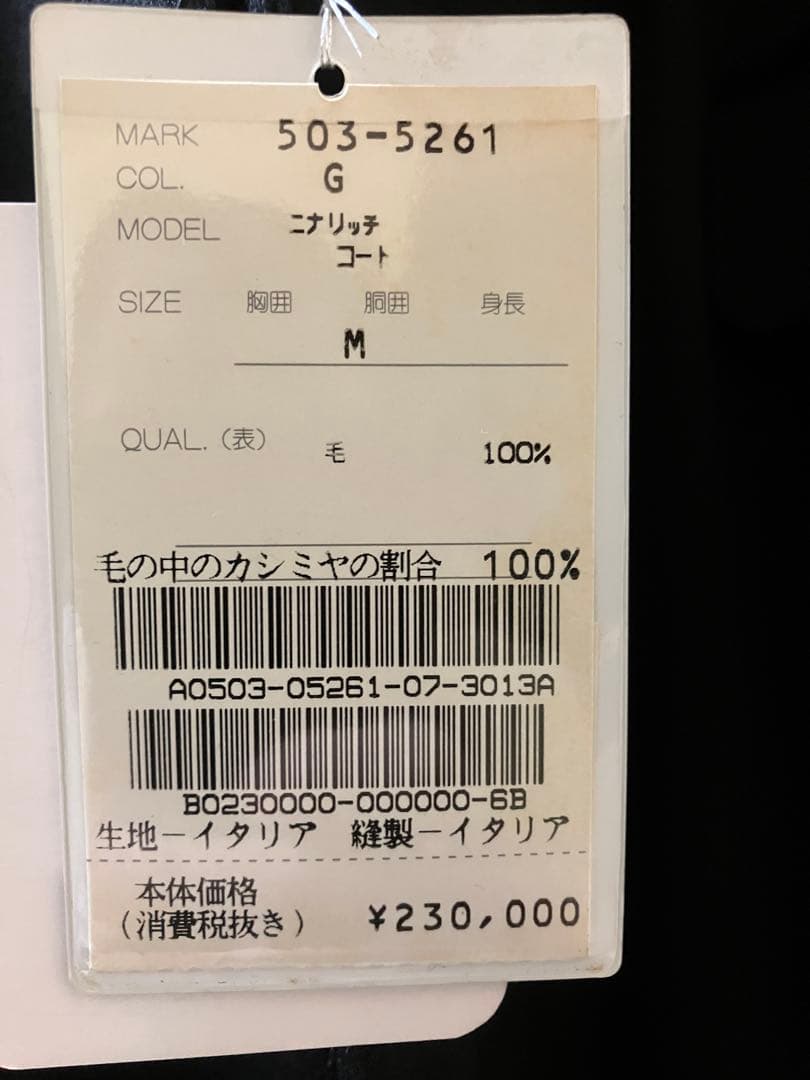 MARK 503-5261
COL. G
MODEL ニナリッチ
コート
SIZE 胸囲 胴囲 身長
M
QUAL.（表） 毛 100%
毛の中のカシミヤの割合 100%
A0503-05261-07-3013A
B0230000-000000-6B
生地－イタリア 縫製－イタリア
本体価格
（消費税抜き） ¥230,000